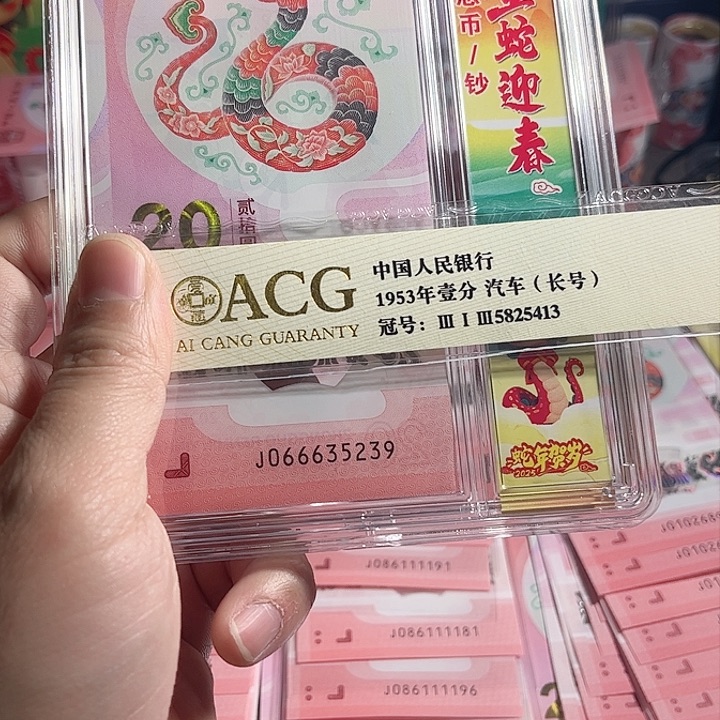 币/钞
蛇迎春
20
贰拾圆
ACG
AI CANG GUARANTY
中国人民银行
1953年壹分 汽车（长号）
冠号：Ⅲ Ⅰ Ⅲ5825413
J066635239
蛇年贺岁
2025
J086111191
J086111181
J086111196